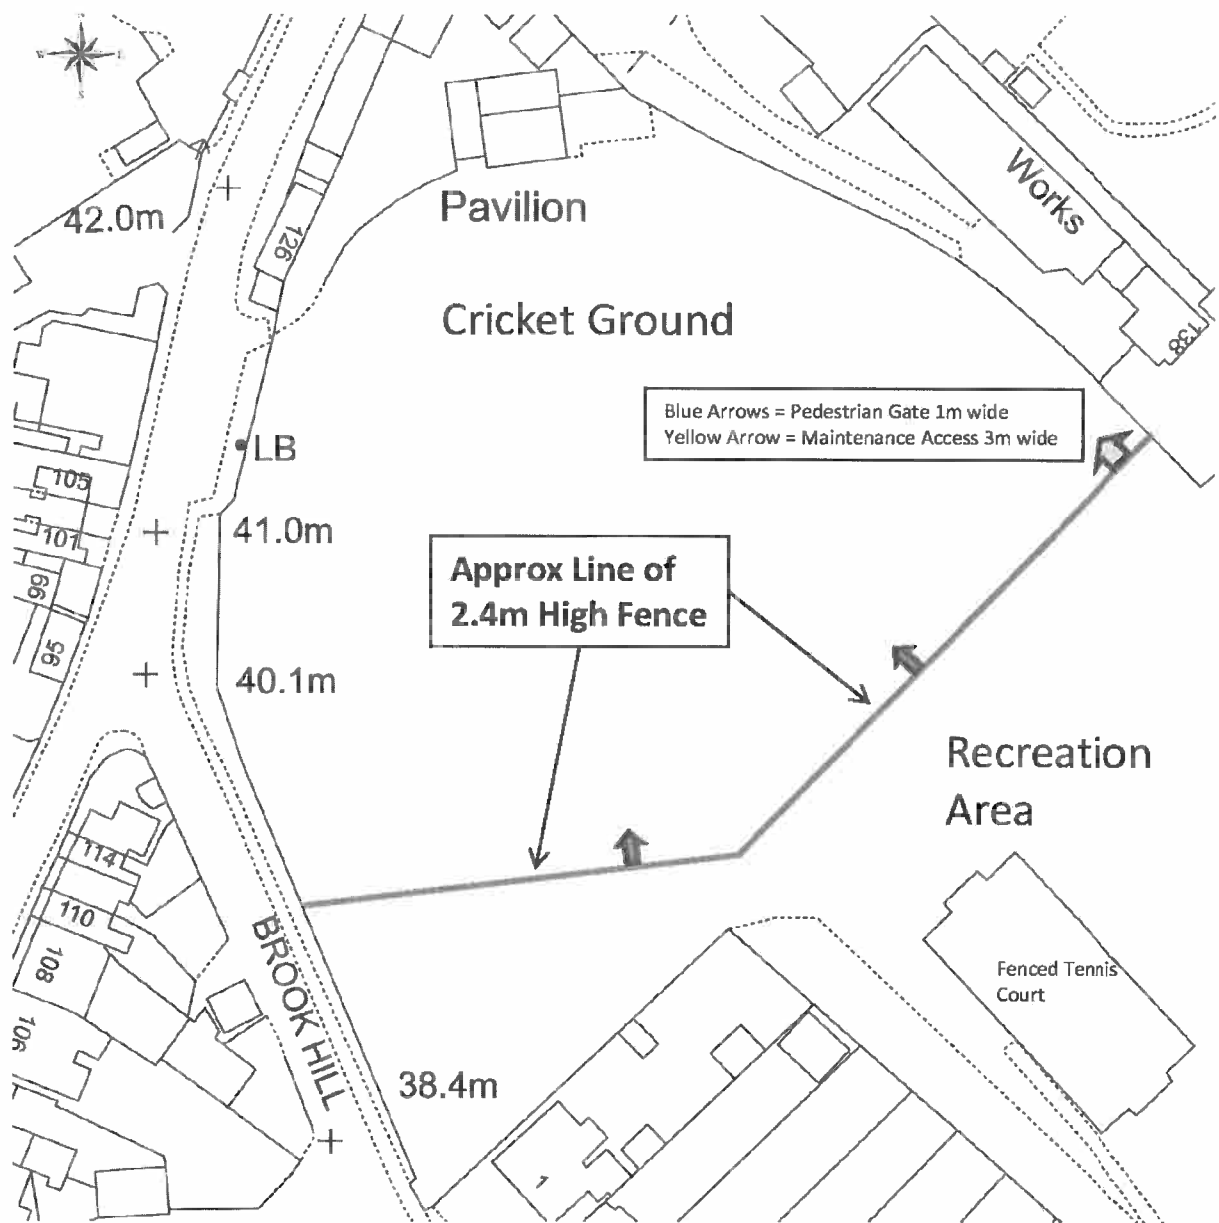 W
S
42.0m
126
Pavilion
Works
138
Cricket Ground
Blue Arrows = Pedestrian Gate 1m wide
Yellow Arrow = Maintenance Access 3m wide
LB
105
101
99
95
41.0m
Approx Line of
2.4m High Fence
40.1m
Recreation
Area
114
110
108
106
BROOK HILL
Fenced Tennis
Court
38.4m
1